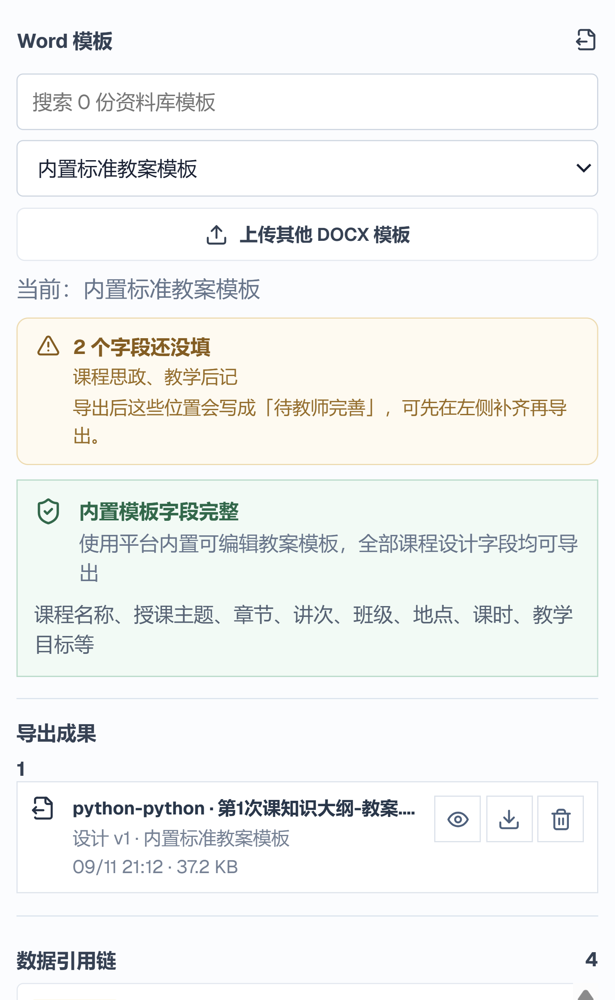 Word 模板
搜索 0 份资料库模板
内置标准教案模板
上传其他 DOCX 模板
当前：内置标准教案模板
2 个字段还没填
课程思政、教学后记
导出后这些位置会写成「待教师完善」，可先在左侧补齐再导
出。
内置模板字段完整
使用平台内置可编辑教案模板，全部课程设计字段均可导
出
课程名称、授课主题、章节、讲次、班级、地点、课时、教学
目标等
导出成果
1
python-python · 第1次课知识大纲-教案....
设计 v1 · 内置标准教案模板
09/11 21:12 · 37.2 KB
数据引用链 4